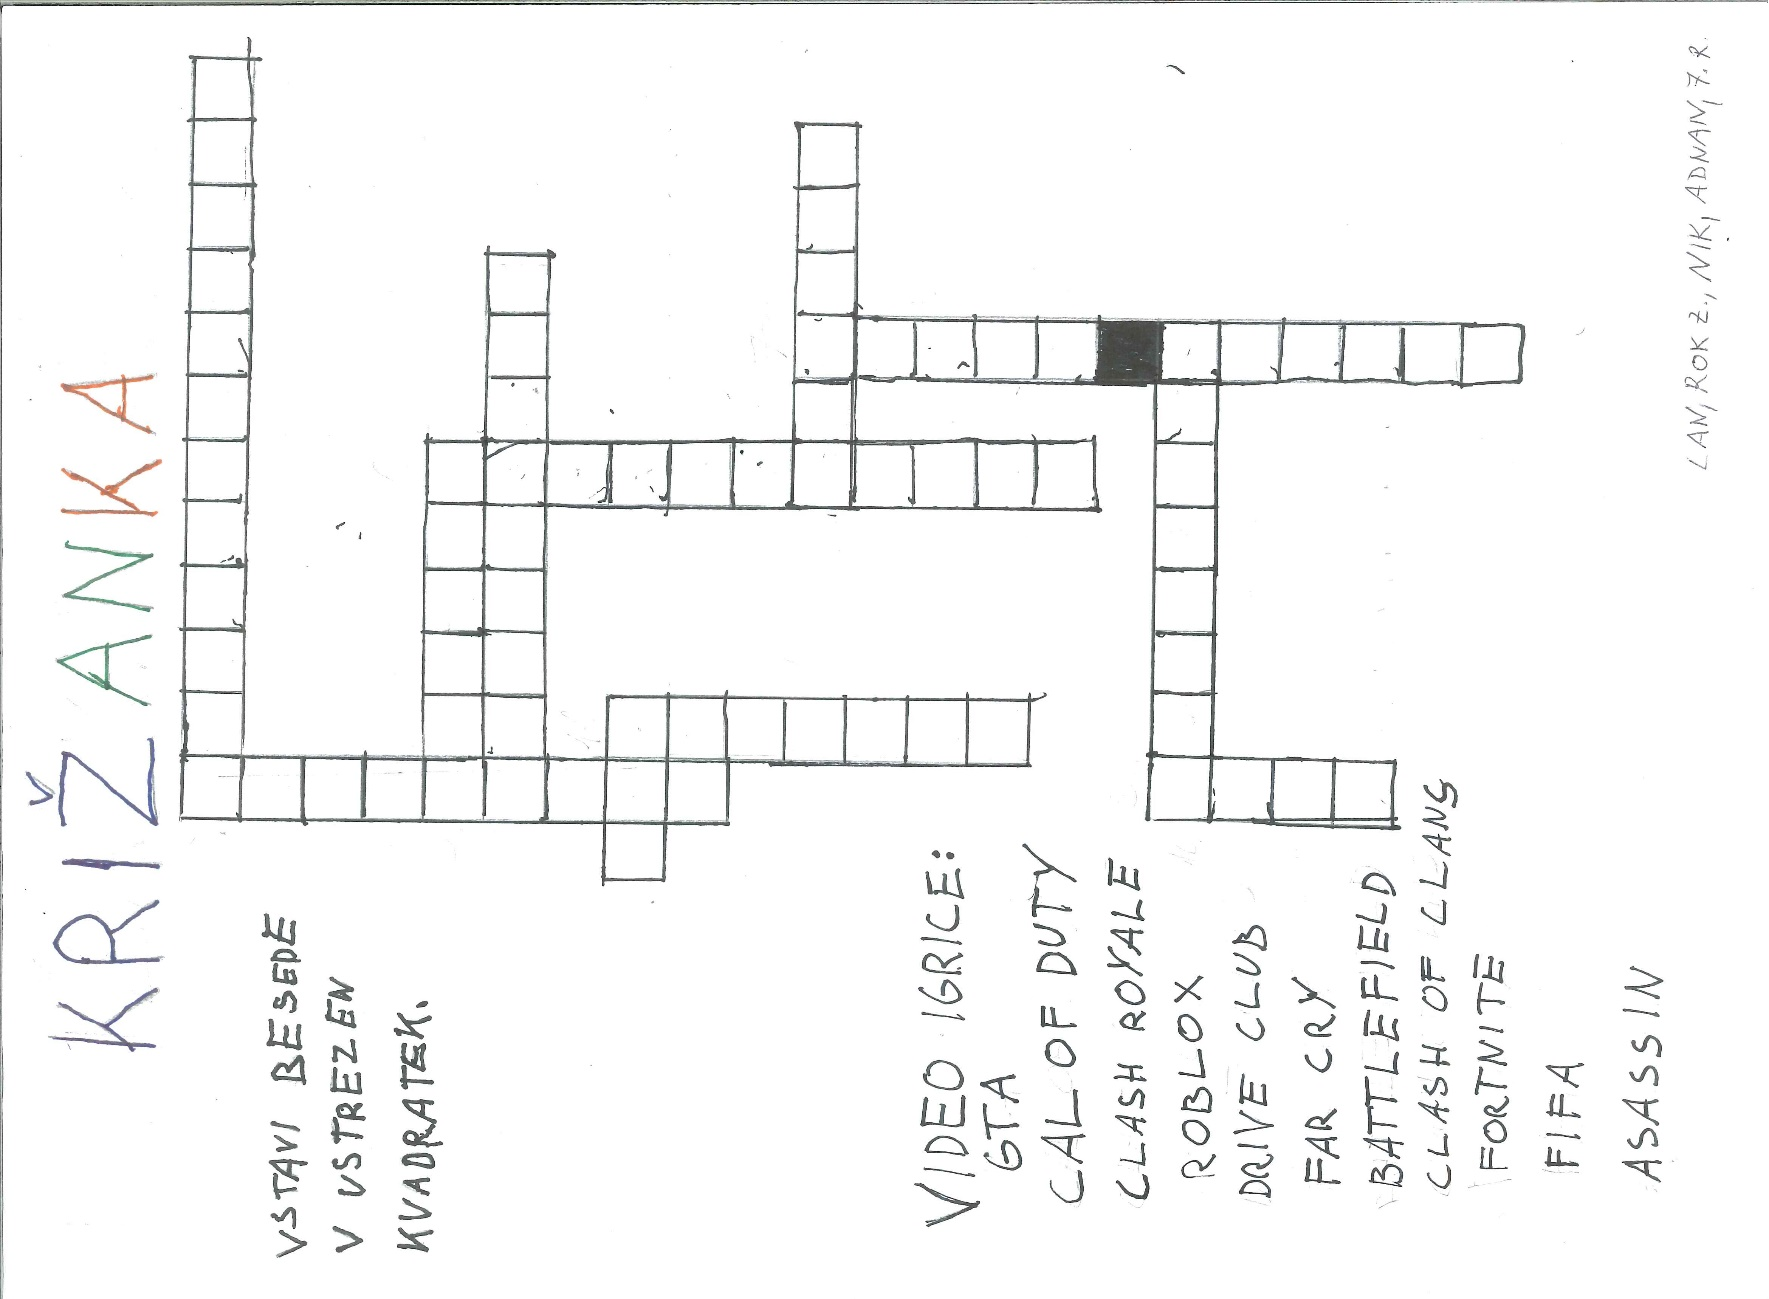 KRIŽANKA
VSTAVI BESEDE
V USTREZEN
KVADRATEK.
VIDEO IGRICE:
GTA
CAL OF DUTY
CLASH ROYALE
ROBLOX
DRIVE CLUB
FAR CRY
BATTLEFIELD
CLASH OF CLANS
FORTNITE
FIFA
ASASSIN
LAN, ROK Z., NIK, ADNAN, 7. R.